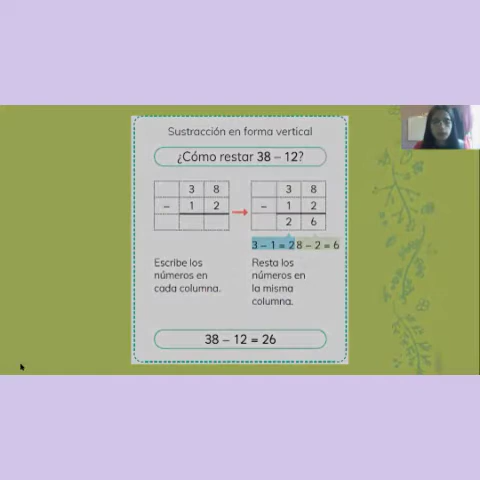 Sustracción en forma vertical
¿Cómo restar 38 – 12?
3 8
– 1 2
3 8
– 1 2
2 6
3 – 1 = 2 8 – 2 = 6
Escribe los
números en
cada columna.
Resta los
números en
la misma
columna.
38 – 12 = 26